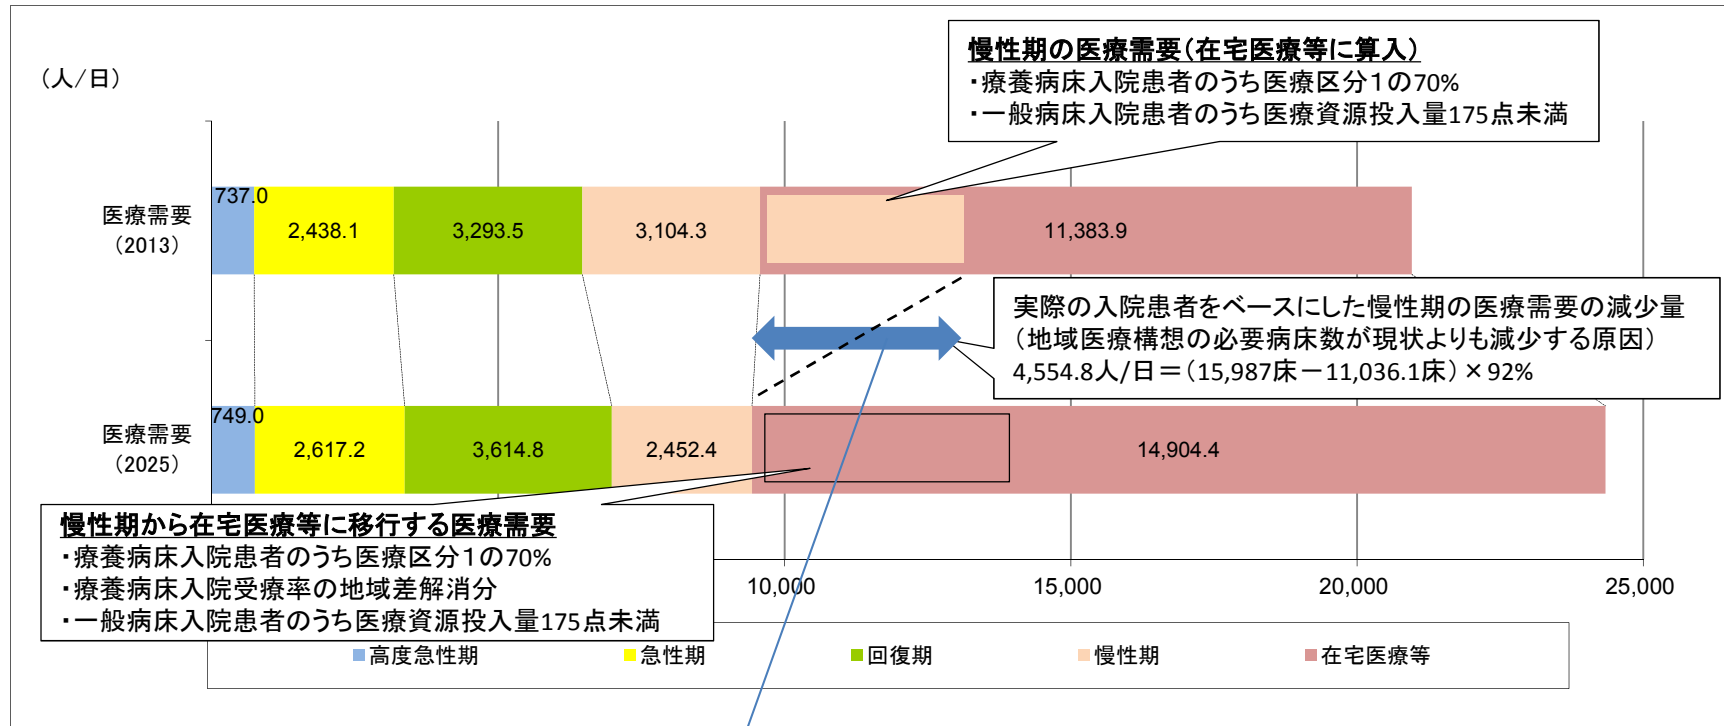 慢性期の医療需要(在宅医療等に算入)
・療養病床入院患者のうち医療区分1の70%
・一般病床入院患者のうち医療資源投入量175点未満
(人/日)
医療需要
(2013)
737.0
2,438.1
3,293.5
3,104.3
11,383.9
実際の入院患者をベースにした慢性期の医療需要の減少量
(地域医療構想の必要病床数が現状よりも減少する原因)
4,554.8人/日=(15,987床-11,036.1床)×92%
医療需要
(2025)
749.0
2,617.2
3,614.8
2,452.4
14,904.4
慢性期から在宅医療等に移行する医療需要
・療養病床入院患者のうち医療区分1の70%
・療養病床入院受療率の地域差解消分
・一般病床入院患者のうち医療資源投入量175点未満
10,000
15,000
20,000
25,000
高度急性期
急性期
回復期
慢性期
在宅医療等